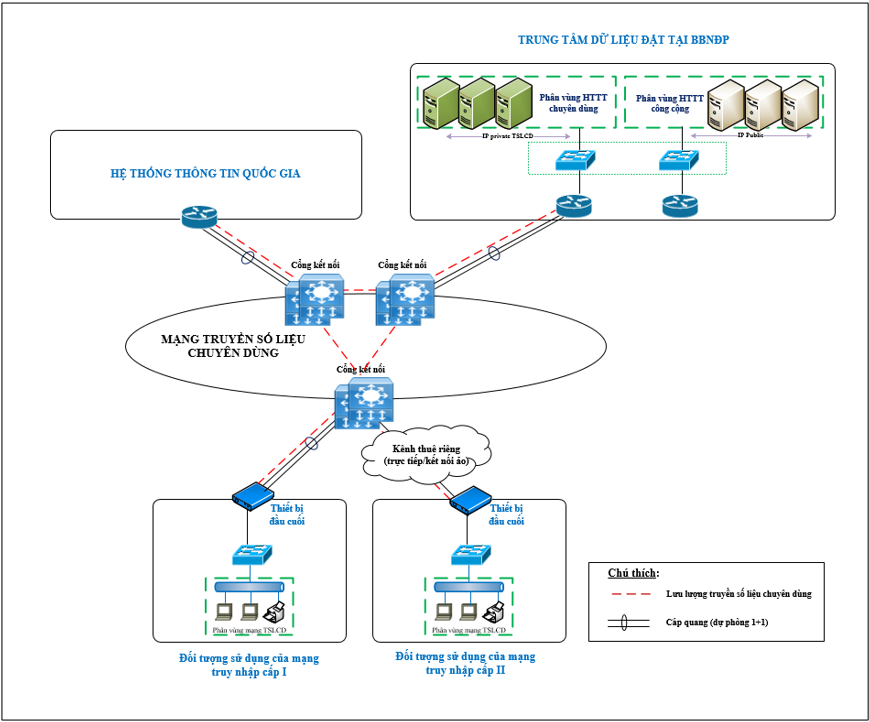 TRUNG TÂM DỮ LIỆU ĐẶT TẠI BBNĐP
Phân vùng HTTT
chuyên dùng
Phân vùng HTTT
công cộng
IP private TSLCD
IP Public
HỆ THỐNG THÔNG TIN QUỐC GIA
Cổng kết nối
Cổng kết nối
MẠNG TRUYỀN SỐ LIỆU
CHUYÊN DÙNG
Cổng kết nối
Kênh thuê riêng
(trực tiếp/kết nối ảo)
Thiết bị
đầu cuối
Thiết bị
đầu cuối
Phân vùng mạng TSLCD
Phân vùng mạng TSLCD
Chú thích:
Lưu lượng truyền số liệu chuyên dùng
Cáp quang (dự phòng 1+1)
Đối tượng sử dụng của mạng
truy nhập cấp I
Đối tượng sử dụng của mạng
truy nhập cấp II